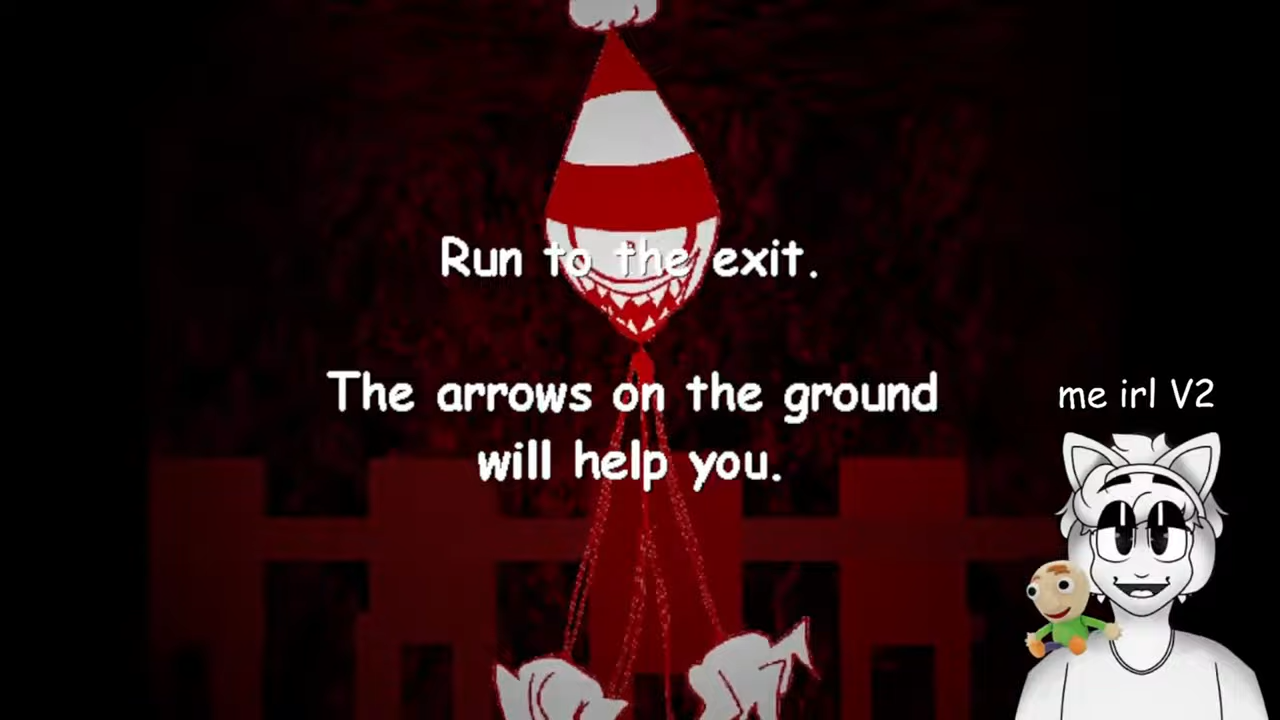 Run to the exit.
The arrows on the ground
will help you.
me irl V2